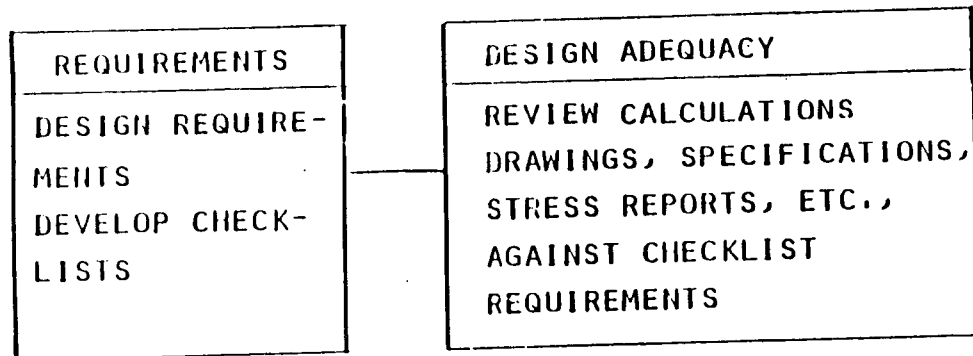 REQUIREMENTS
DESIGN REQUIRE-
MENTS
DEVELOP CHECK-
LISTS
DESIGN ADEQUACY
REVIEW CALCULATIONS
DRAWINGS, SPECIFICATIONS,
STRESS REPORTS, ETC.,
AGAINST CHECKLIST
REQUIREMENTS